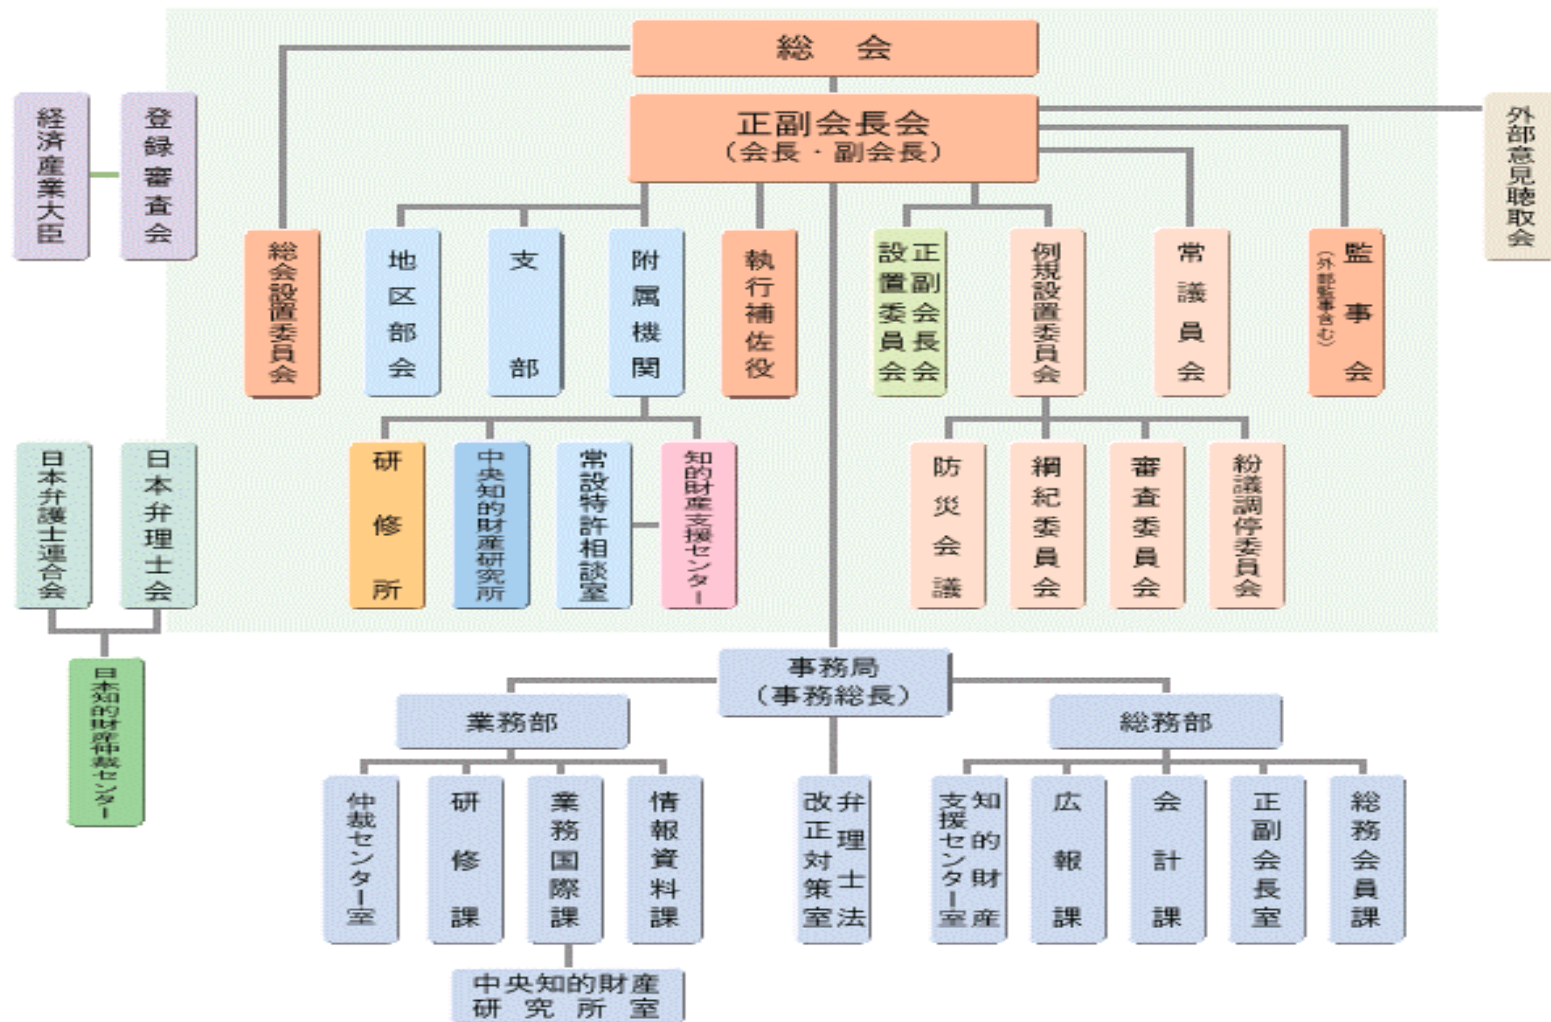 総会
正副会長会
(会長・副会長)
経済産業大臣
登録審査会
外部意見聴取会
総会設置委員会
地区部会
支部
附属機関
執行補佐役
正副会長会
設置委員会
例規設置委員会
常議員会
監事会
(外部監事含む)
日本弁護士連合会
日本弁理士会
研修所
中央知的財産研究所
常設特許相談室
知的財産支援センター
防災会議
綱紀委員会
審査委員会
紛議調停委員会
日本知的財産仲裁センター
事務局
(事務総長)
業務部
総務部
仲裁センター室
研修課
業務国際課
情報資料課
弁理士法
改正対策室
知的財産
支援センター室
広報課
会計課
正副会長室
総務会員課
中央知的財産
研究所室